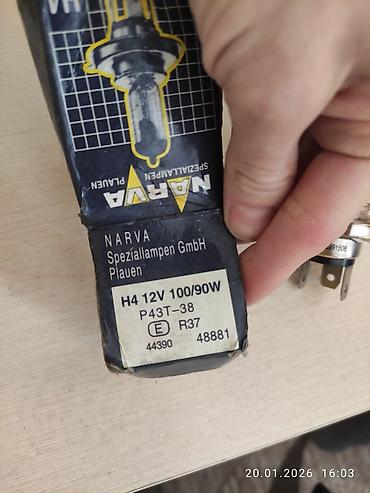 HA
NARVA
SPEZIALLAMPEN
PLAUEN
NARVA
Speziallampen GmbH
Plauen
H4 12V 100/90W
P43T-38
E R37
44390 48881
20.01.2026 16:03